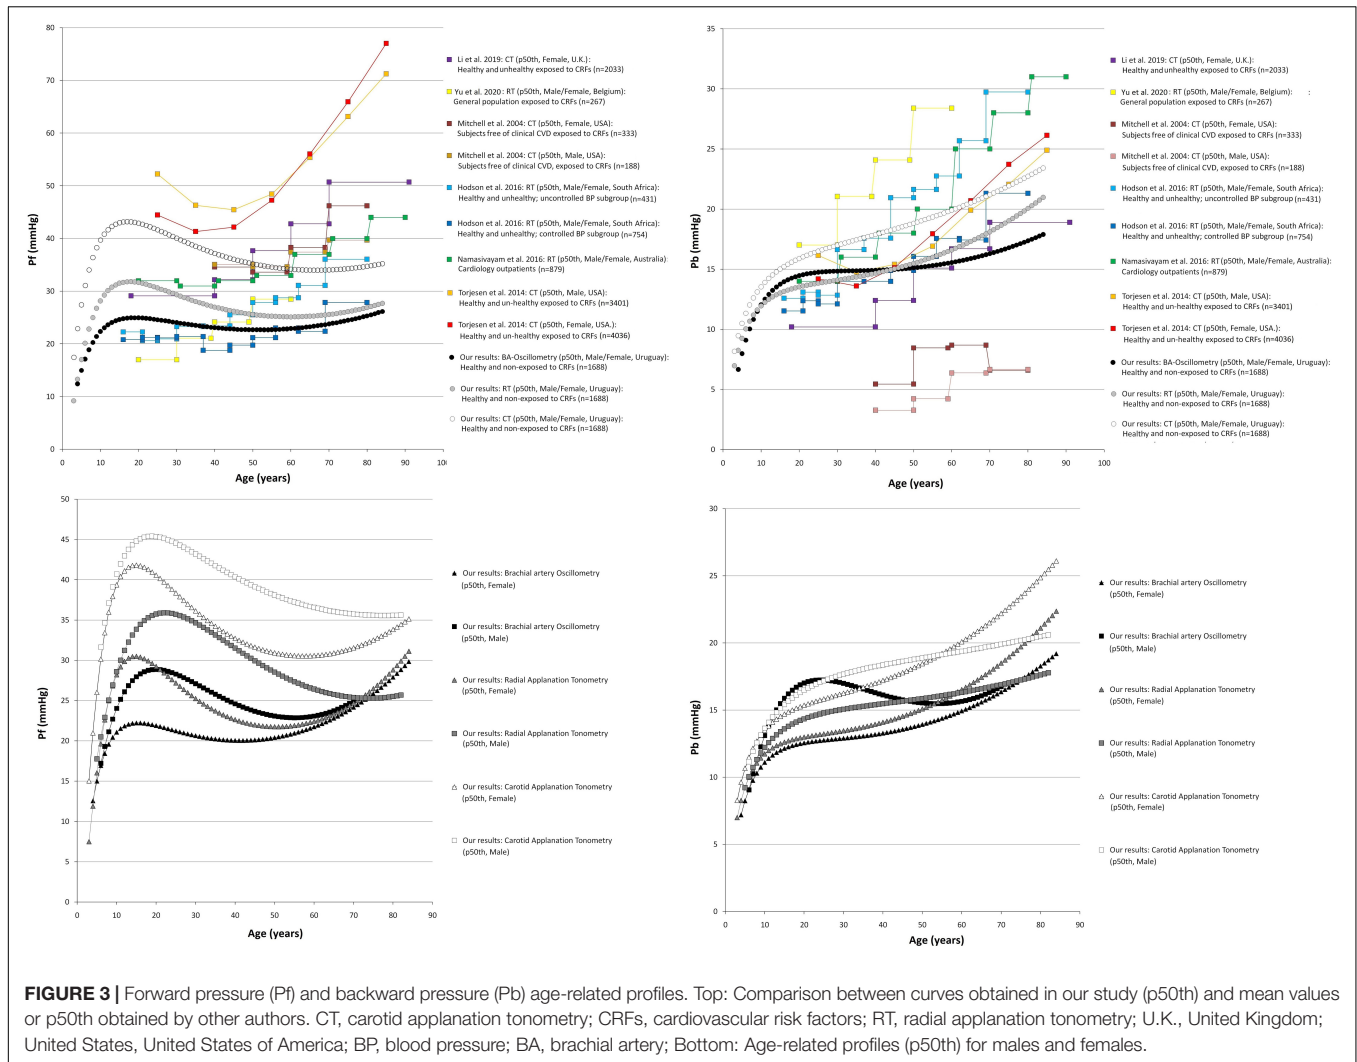 80
70
60
50
40
30
20
10
0
Pf (mmHg)
0 10 20 30 40 50 60 70 80 90 100
Age (years)
Li et al. 2019: CT (p50th, Female, U.K.):
Healthy and unhealthy exposed to CRFs (n=2033)
Yu et al. 2020: RT (p50th, Male/Female, Belgium):
General population exposed to CRFs (n=267)
Mitchell et al. 2004: CT (p50th, Female, USA):
Subjects free of clinical CVD exposed to CRFs (n=333)
Mitchell et al. 2004: CT (p50th, Male, USA):
Subjects free of clinical CVD, exposed to CRFs (n=188)
Hodson et al. 2016: RT (p50th, Male/Female, South Africa):
Healthy and unhealthy; uncontrolled BP subgroup (n=431)
Hodson et al. 2016: RT (p50th, Male/Female, South Africa):
Healthy and unhealthy; controlled BP subgroup (n=754)
Namasivayam et al. 2016: RT (p50th, Male/Female, Australia):
Cardiology outpatients (n=879)
Torjesen et al. 2014: CT (p50th, Male, USA):
Healthy and un-healthy exposed to CRFs (n=3401)
Torjesen et al. 2014: CT (p50th, Female, USA.):
Healthy and un-healthy exposed to CRFs (n=4036)
Our results: BA-Oscillometry (p50th, Male/Female, Uruguay):
Healthy and non-exposed to CRFs (n=1688)
Our results: RT (p50th, Male/Female, Uruguay):
Healthy and non-exposed to CRFs (n=1688)
Our results: CT (p50th, Male/Female, Uruguay):
Healthy and non-exposed to CRFs (n=1688)
35
30
25
20
15
10
5
0
Pb (mmHg)
0 10 20 30 40 50 60 70 80 90 100
Age (years)
Li et al. 2019: CT (p50th, Female, U.K.):
Healthy and unhealthy exposed to CRFs (n=2033)
Yu et al. 2020: RT (p50th, Male/Female, Belgium): :
General population exposed to CRFs (n=267)
Mitchell et al. 2004: CT (p50th, Female, USA):
Subjects free of clinical CVD exposed to CRFs (n=333)
Mitchell et al. 2004: CT (p50th, Male, USA):
Subjects free of clinical CVD, exposed to CRFs (n=188)
Hodson et al. 2016: RT (p50th, Male/Female, South Africa):
Healthy and unhealthy; uncontrolled BP subgroup (n=431)
Hodson et al. 2016: RT (p50th, Male/Female, South Africa):
Healthy and unhealthy; controlled BP subgroup (n=754)
Namasivayam et al. 2016: RT (p50th, Male/Female, Australia):
Cardiology outpatients (n=879)
Torjesen et al. 2014: CT (p50th, Male, USA):
Healthy and un-healthy exposed to CRFs (n=3401)
Torjesen et al. 2014: CT (p50th, Female, USA.):
Healthy and un-healthy exposed to CRFs (n=4036)
Our results: BA-Oscillometry (p50th, Male/Female, Uruguay):
Healthy and non-exposed to CRFs (n=1688)
Our results: RT (p50th, Male/Female, Uruguay):
Healthy and non-exposed to CRFs (n=1688)
Our results: CT (p50th, Male/Female, Uruguay):
Healthy and non-exposed to CRFs (n=1688)
50
45
40
35
30
25
20
15
10
5
0
Pf (mmHg)
0 10 20 30 40 50 60 70 80 90
Age (years)
Our results: Brachial artery Oscillometry
(p50th, Female)
Our results: Brachial artery Oscillometry
(p50th, Male)
Our results: Radial Applanation Tonometry
(p50th, Female)
Our results: Radial Applanation Tonometry
(p50th, Male)
Our results: Carotid Applanation Tonometry
(p50th, Female)
Our results: Carotid Applanation Tonometry
(p50th, Male)
30
25
20
15
10
5
0
Pb (mmHg)
0 10 20 30 40 50 60 70 80 90
Age (years)
Our results: Brachial artery Oscillometry
(p50th, Female)
Our results: Brachial artery Oscillometry
(p50th, Male)
Our results: Radial Applanation Tonometry
(p50th, Female)
Our results: Radial Applanation Tonometry
(p50th, Male)
Our results: Carotid Applanation Tonometry
(p50th, Female)
Our results: Carotid Applanation Tonometry
(p50th, Male)
FIGURE 3 | Forward pressure (Pf) and backward pressure (Pb) age-related profiles. Top: Comparison between curves obtained in our study (p50th) and mean values
or p50th obtained by other authors. CT, carotid applanation tonometry; CRFs, cardiovascular risk factors; RT, radial applanation tonometry; U.K., United Kingdom;
United States, United States of America; BP, blood pressure; BA, brachial artery; Bottom: Age-related profiles (p50th) for males and females.